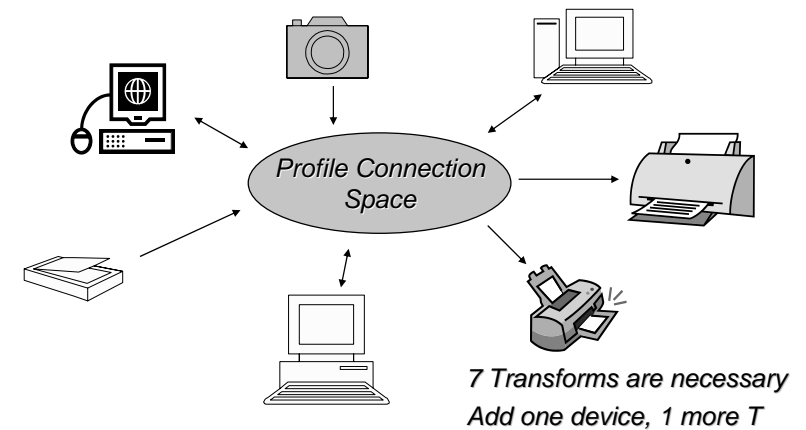 Profile Connection
Space
7 Transforms are necessary
Add one device, 1 more T